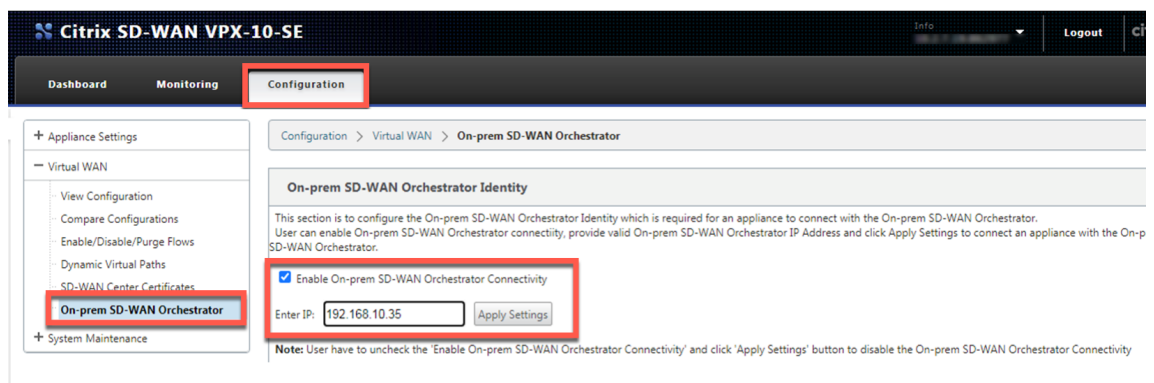 Citrix SD-WAN VPX-10-SE
Info
Logout
Dashboard
Monitoring
Configuration
+ Appliance Settings
− Virtual WAN
View Configuration
Compare Configurations
Enable/Disable/Purge Flows
Dynamic Virtual Paths
SD-WAN Center Certificates
On-prem SD-WAN Orchestrator
+ System Maintenance
Configuration > Virtual WAN > On-prem SD-WAN Orchestrator
On-prem SD-WAN Orchestrator Identity
This section is to configure the On-prem SD-WAN Orchestrator Identity which is required for an appliance to connect with the On-prem SD-WAN Orchestrator.
User can enable On-prem SD-WAN Orchestrator connectiity, provide valid On-prem SD-WAN Orchestrator IP Address and click Apply Settings to connect an appliance with the On-p
SD-WAN Orchestrator.
Enable On-prem SD-WAN Orchestrator Connectivity
Enter IP: 192.168.10.35 Apply Settings
Note: User have to uncheck the 'Enable On-prem SD-WAN Orchestrator Connectivity' and click 'Apply Settings' button to disable the On-prem SD-WAN Orchestrator Connectivity